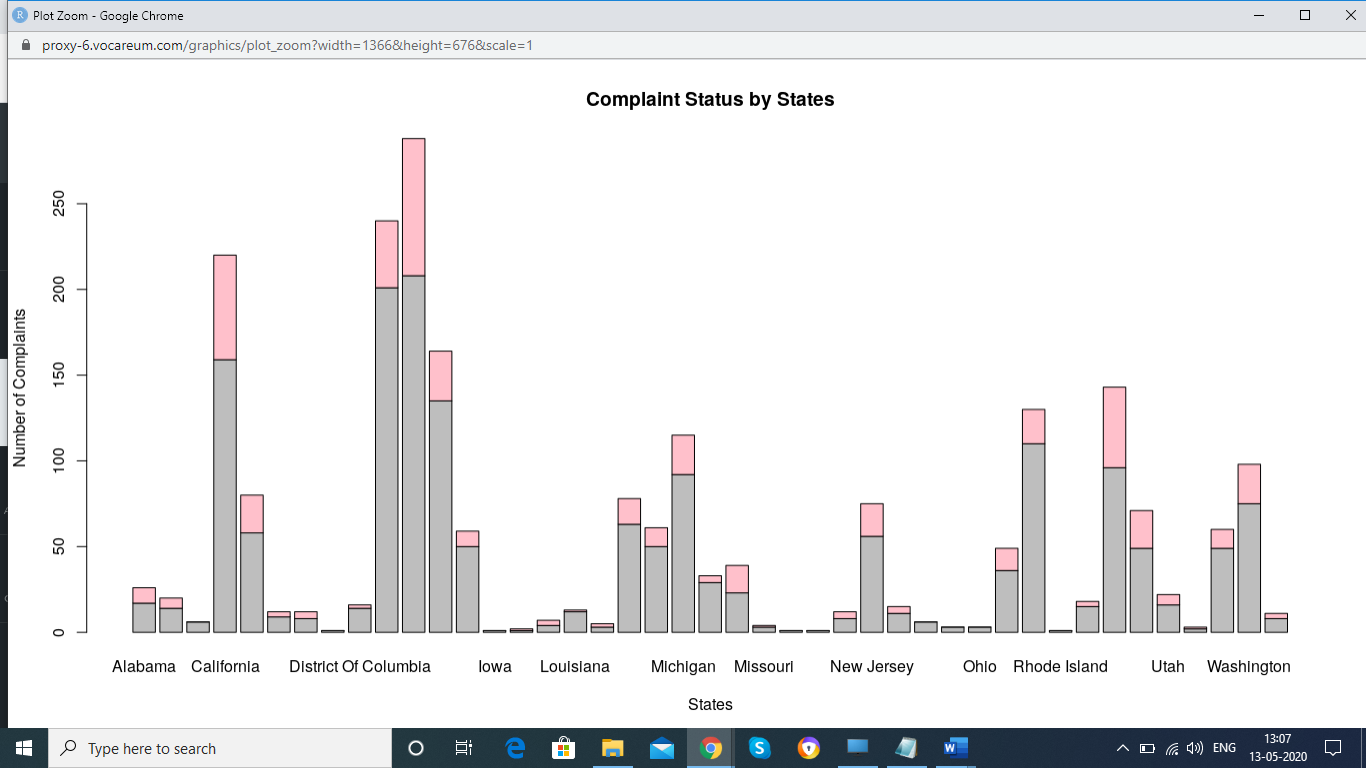 Plot Zoom - Google Chrome
proxy-6.vocareum.com/graphics/plot_zoom?width=1366&height=676&scale=1
Complaint Status by States
Number of Complaints
250
200
150
100
50
0
Alabama California District Of Columbia Iowa Louisiana Michigan Missouri New Jersey Ohio Rhode Island Utah Washington
States
Type here to search
ENG
13:07
13-05-2020